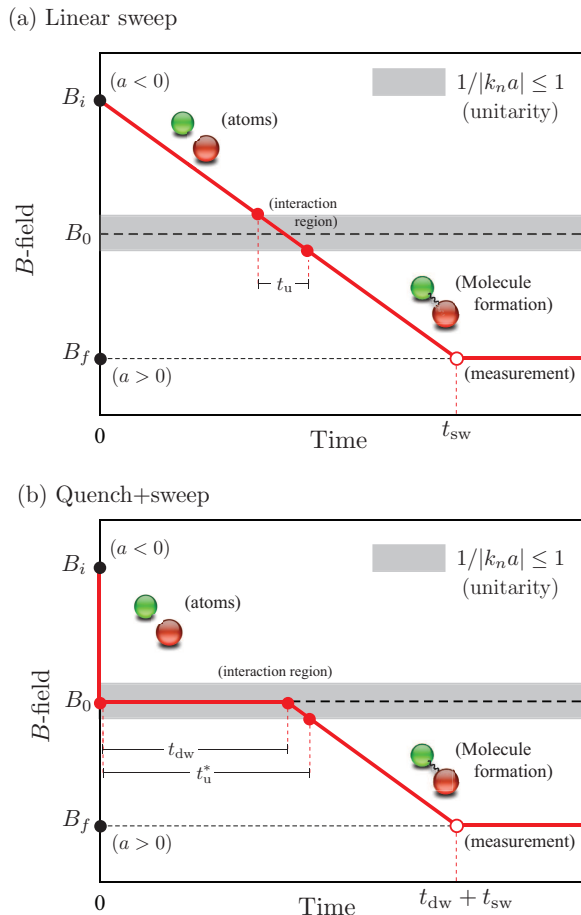 (a) Linear sweep
(a < 0)
B_i
(atoms)
1/|k_n a| ≤ 1
(unitarity)
(interaction
region)
B_0
B-field
t_u
(Molecule
formation)
B_f
(a > 0)
(measurement)
0
Time
t_sw
(b) Quench+sweep
(a < 0)
B_i
(atoms)
1/|k_n a| ≤ 1
(unitarity)
(interaction region)
B_0
B-field
t_dw
t_u^*
(Molecule
formation)
B_f
(a > 0)
(measurement)
0
Time
t_dw + t_sw